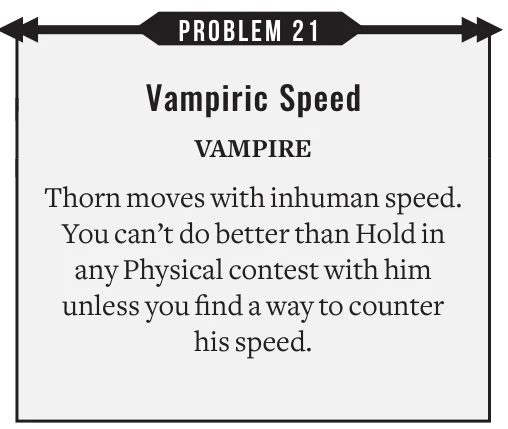 PROBLEM 21
Vampiric Speed
VAMPIRE
Thorn moves with inhuman speed.
You can’t do better than Hold in
any Physical contest with him
unless you find a way to counter
his speed.